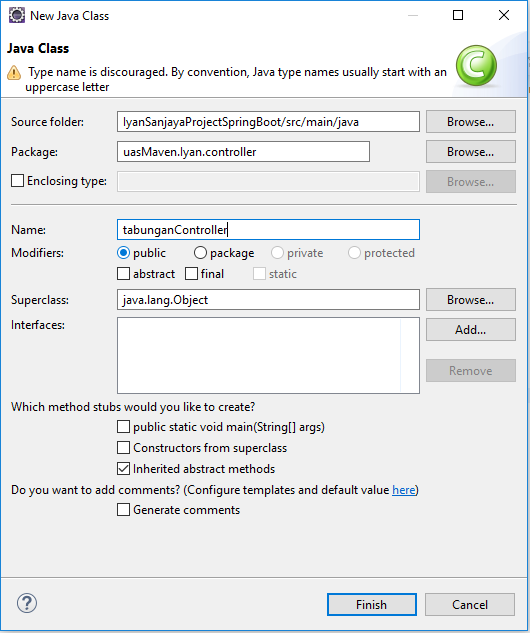 New Java Class
Java Class
Type name is discouraged. By convention, Java type names usually start with an
uppercase letter
Source folder: IyanSanjayaProjectSpringBoot/src/main/java Browse...
Package: uasMaven.Iyan.controller Browse...
Enclosing type: Browse...
Name: tabunganController
Modifiers: public package private protected
abstract final static
Superclass: java.lang.Object Browse...
Interfaces: Add...
Remove
Which method stubs would you like to create?
public static void main(String[] args)
Constructors from superclass
Inherited abstract methods
Do you want to add comments? (Configure templates and default value here)
Generate comments
? Finish Cancel